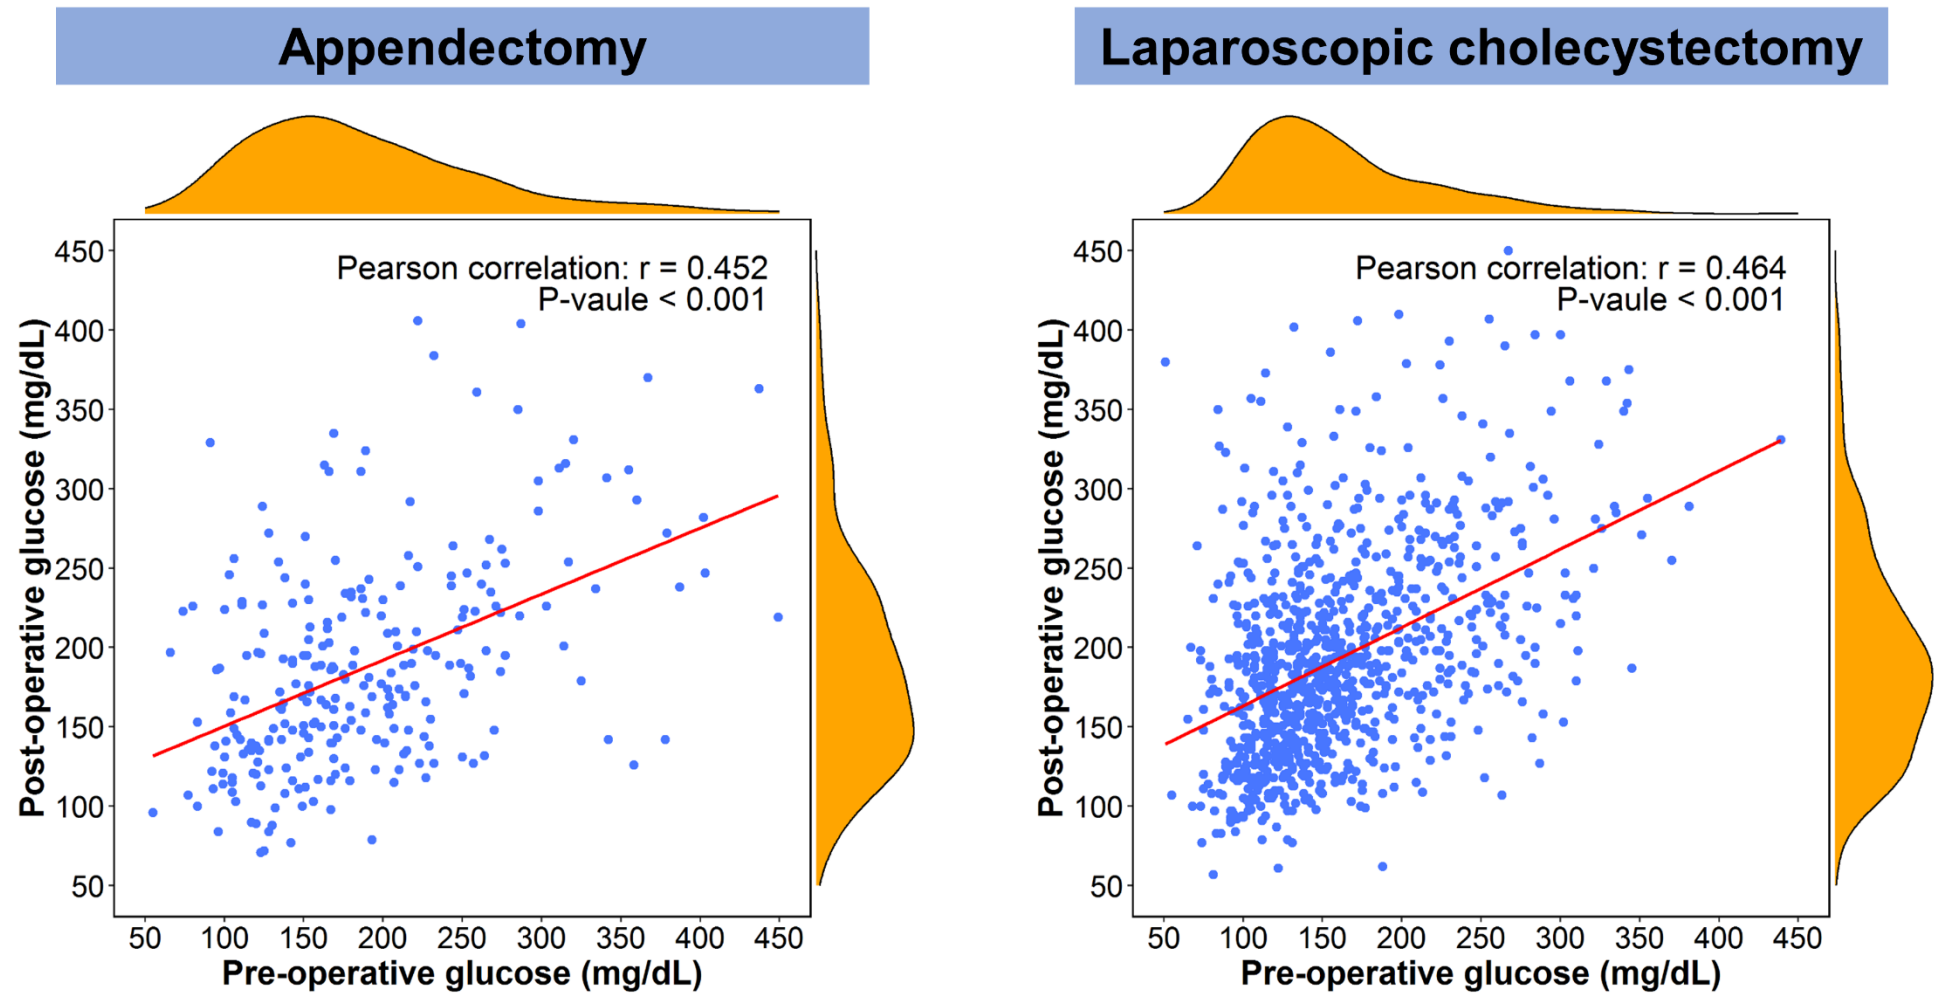 Appendectomy
Pearson correlation: r = 0.452
P-vaule < 0.001
Post-operative glucose (mg/dL)
450
400
350
300
250
200
150
100
50
50 100 150 200 250 300 350 400 450
Pre-operative glucose (mg/dL)
Laparoscopic cholecystectomy
Pearson correlation: r = 0.464
P-vaule < 0.001
Post-operative glucose (mg/dL)
450
400
350
300
250
200
150
100
50
50 100 150 200 250 300 350 400 450
Pre-operative glucose (mg/dL)